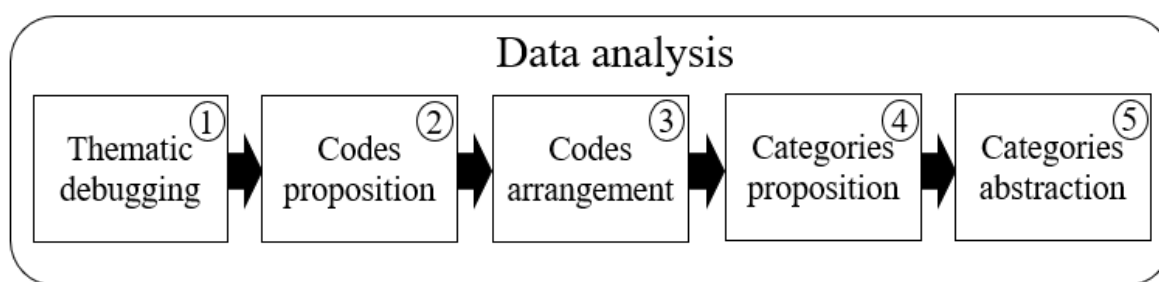 Data analysis
①
Thematic
debugging
②
Codes
proposition
③
Codes
arrangement
④
Categories
proposition
⑤
Categories
abstraction